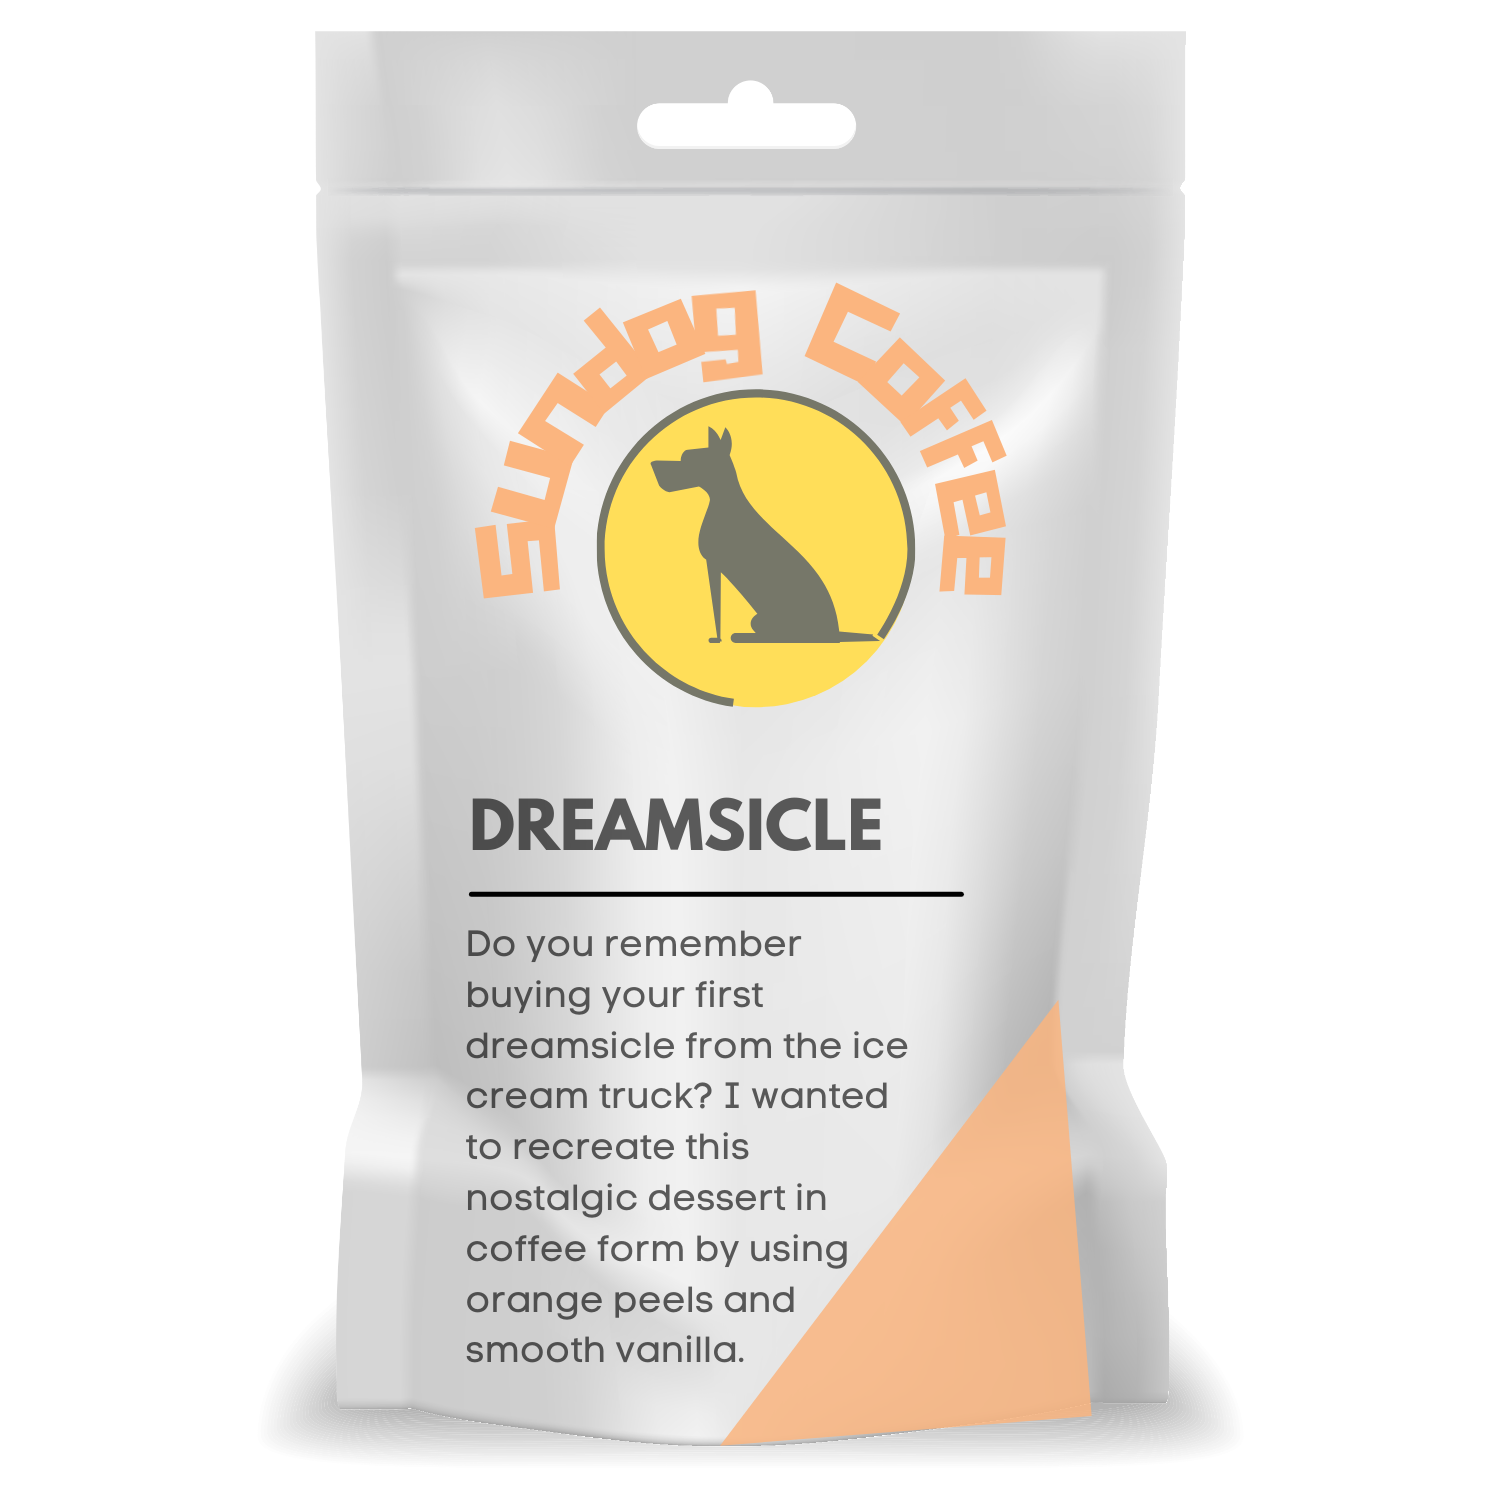 Sundog Coffee
DREAMSICLE
Do you remember
buying your first
dreamsicle from the ice
cream truck? I wanted
to recreate this
nostalgic dessert in
coffee form by using
orange peels and
smooth vanilla.